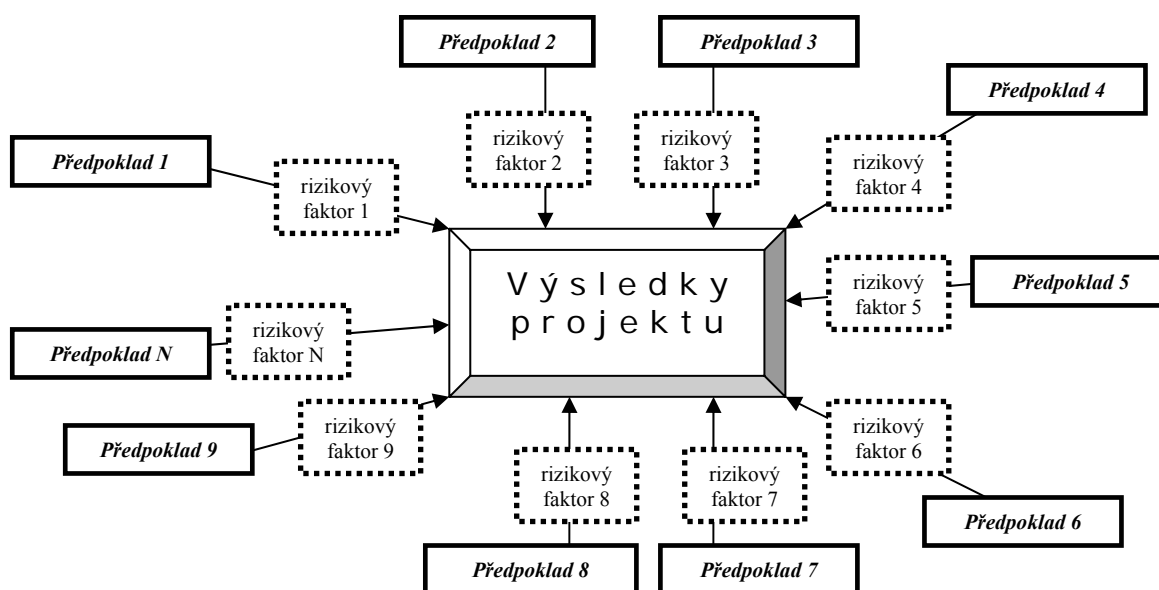 Předpoklad 2
Předpoklad 3
Předpoklad 4
rizikový
faktor 2
rizikový
faktor 3
Předpoklad 1
rizikový
faktor 4
rizikový
faktor 1
Výsledky
projektu
rizikový
faktor 5
Předpoklad 5
Předpoklad N
rizikový
faktor N
Předpoklad 9
rizikový
faktor 9
rizikový
faktor 6
rizikový
faktor 8
rizikový
faktor 7
Předpoklad 6
Předpoklad 8
Předpoklad 7